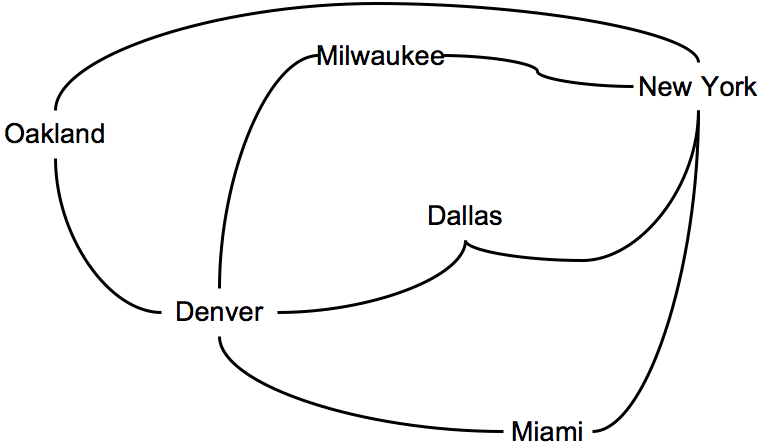 Milwaukee
New York
Oakland
Dallas
Denver
Miami